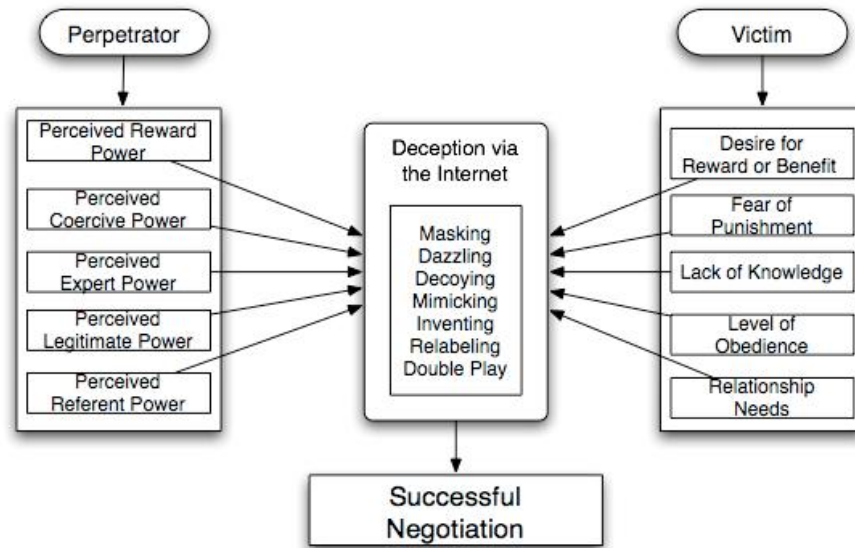 Perpetrator
Perceived Reward
Power
Perceived
Coercive Power
Perceived
Expert Power
Perceived
Legitimate Power
Perceived
Referent Power
Deception via
the Internet
Masking
Dazzling
Decoying
Mimicking
Inventing
Relabeling
Double Play
Successful
Negotiation
Victim
Desire for
Reward or Benefit
Fear of
Punishment
Lack of Knowledge
Level of
Obedience
Relationship
Needs